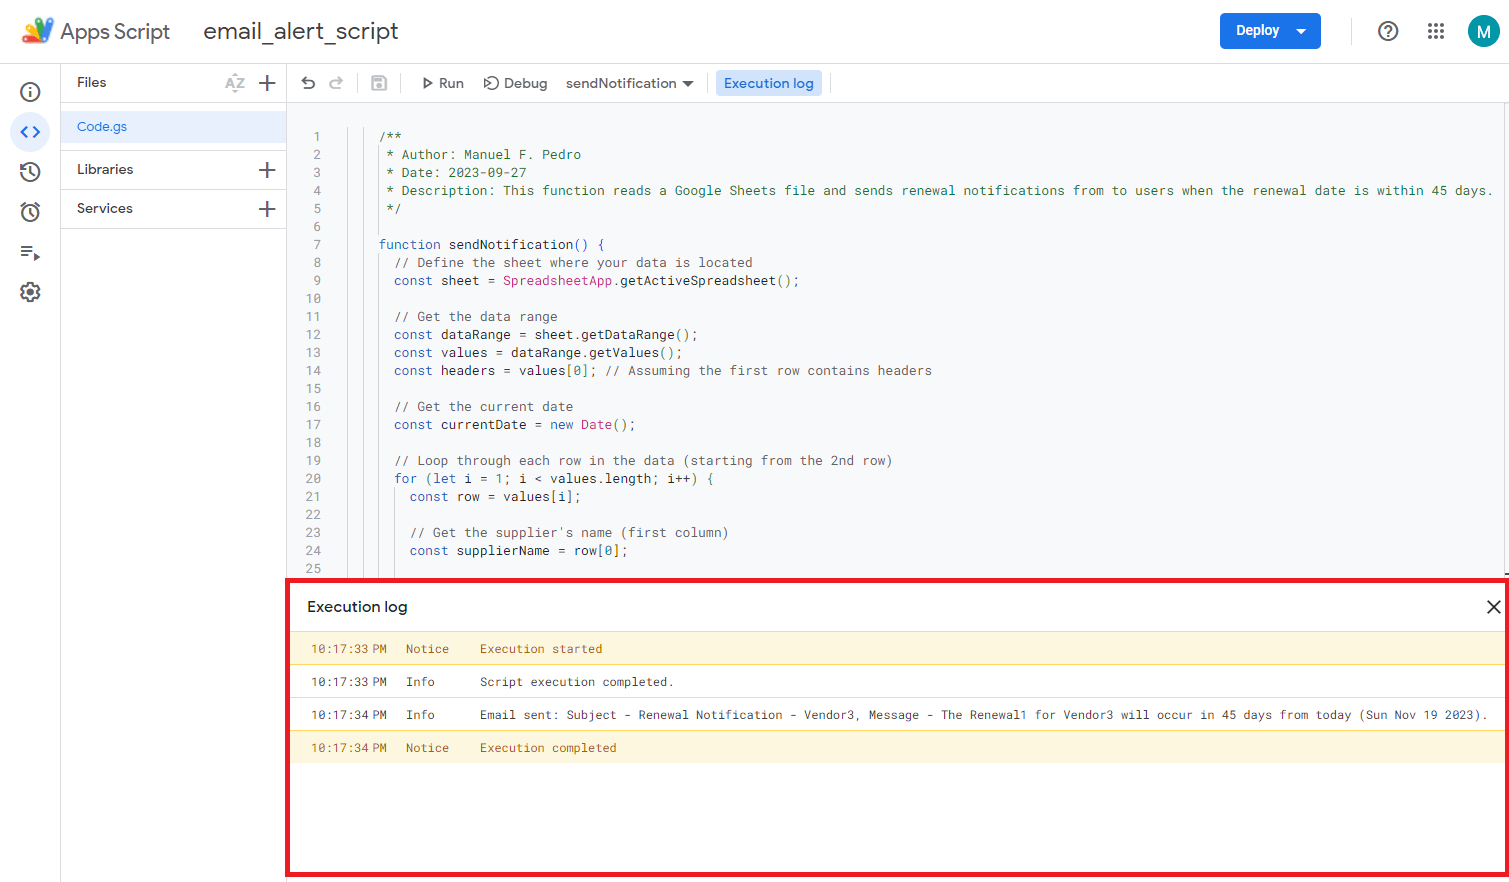 Apps Script
email_alert_script
Deploy
M
Files
AZ
Run
Debug
sendNotification
Execution log
Code.gs
Libraries
Services
1 /**
2 * Author: Manuel F. Pedro
3 * Date: 2023-09-27
4 * Description: This function reads a Google Sheets file and sends renewal notifications from to users when the renewal date is within 45 days.
5 */
6
7 function sendNotification() {
8 // Define the sheet where your data is located
9 const sheet = SpreadsheetApp.getActiveSpreadsheet();
10
11 // Get the data range
12 const dataRange = sheet.getDataRange();
13 const values = dataRange.getValues();
14 const headers = values[0]; // Assuming the first row contains headers
15
16 // Get the current date
17 const currentDate = new Date();
18
19 // Loop through each row in the data (starting from the 2nd row)
20 for (let i = 1; i < values.length; i++) {
21 const row = values[i];
22
23 // Get the supplier's name (first column)
24 const supplierName = row[0];
25
Execution log
10:17:33 PM Notice Execution started
10:17:33 PM Info Script execution completed.
10:17:34 PM Info Email sent: Subject - Renewal Notification - Vendor3, Message - The Renewal1 for Vendor3 will occur in 45 days from today (Sun Nov 19 2023).
10:17:34 PM Notice Execution completed